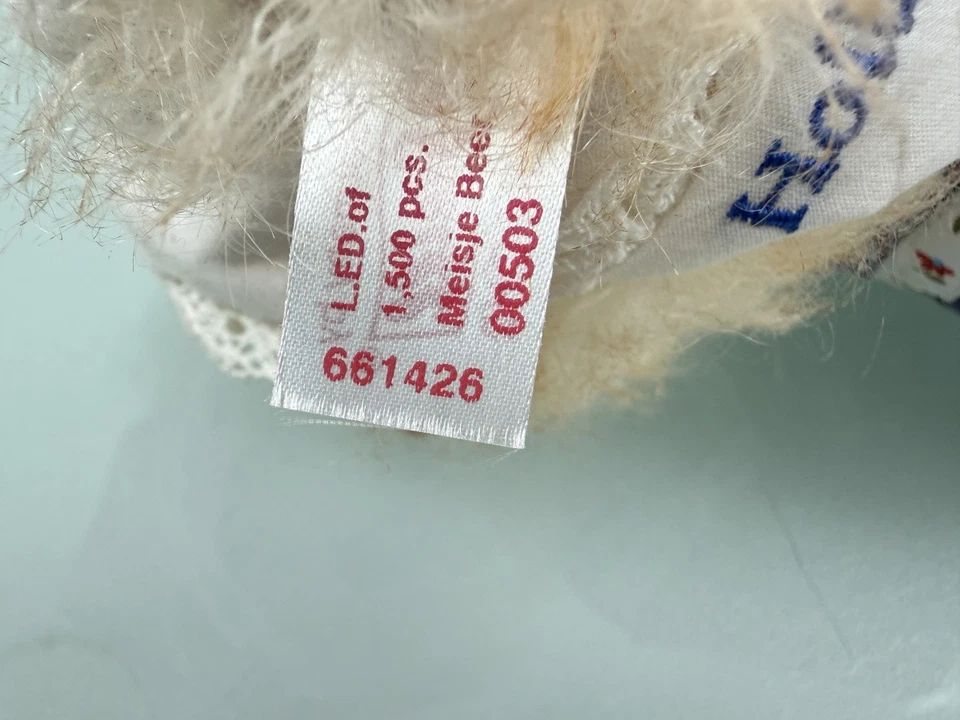 L.ED.of
1,500 pcs.
Meisje Beer
00503
661426